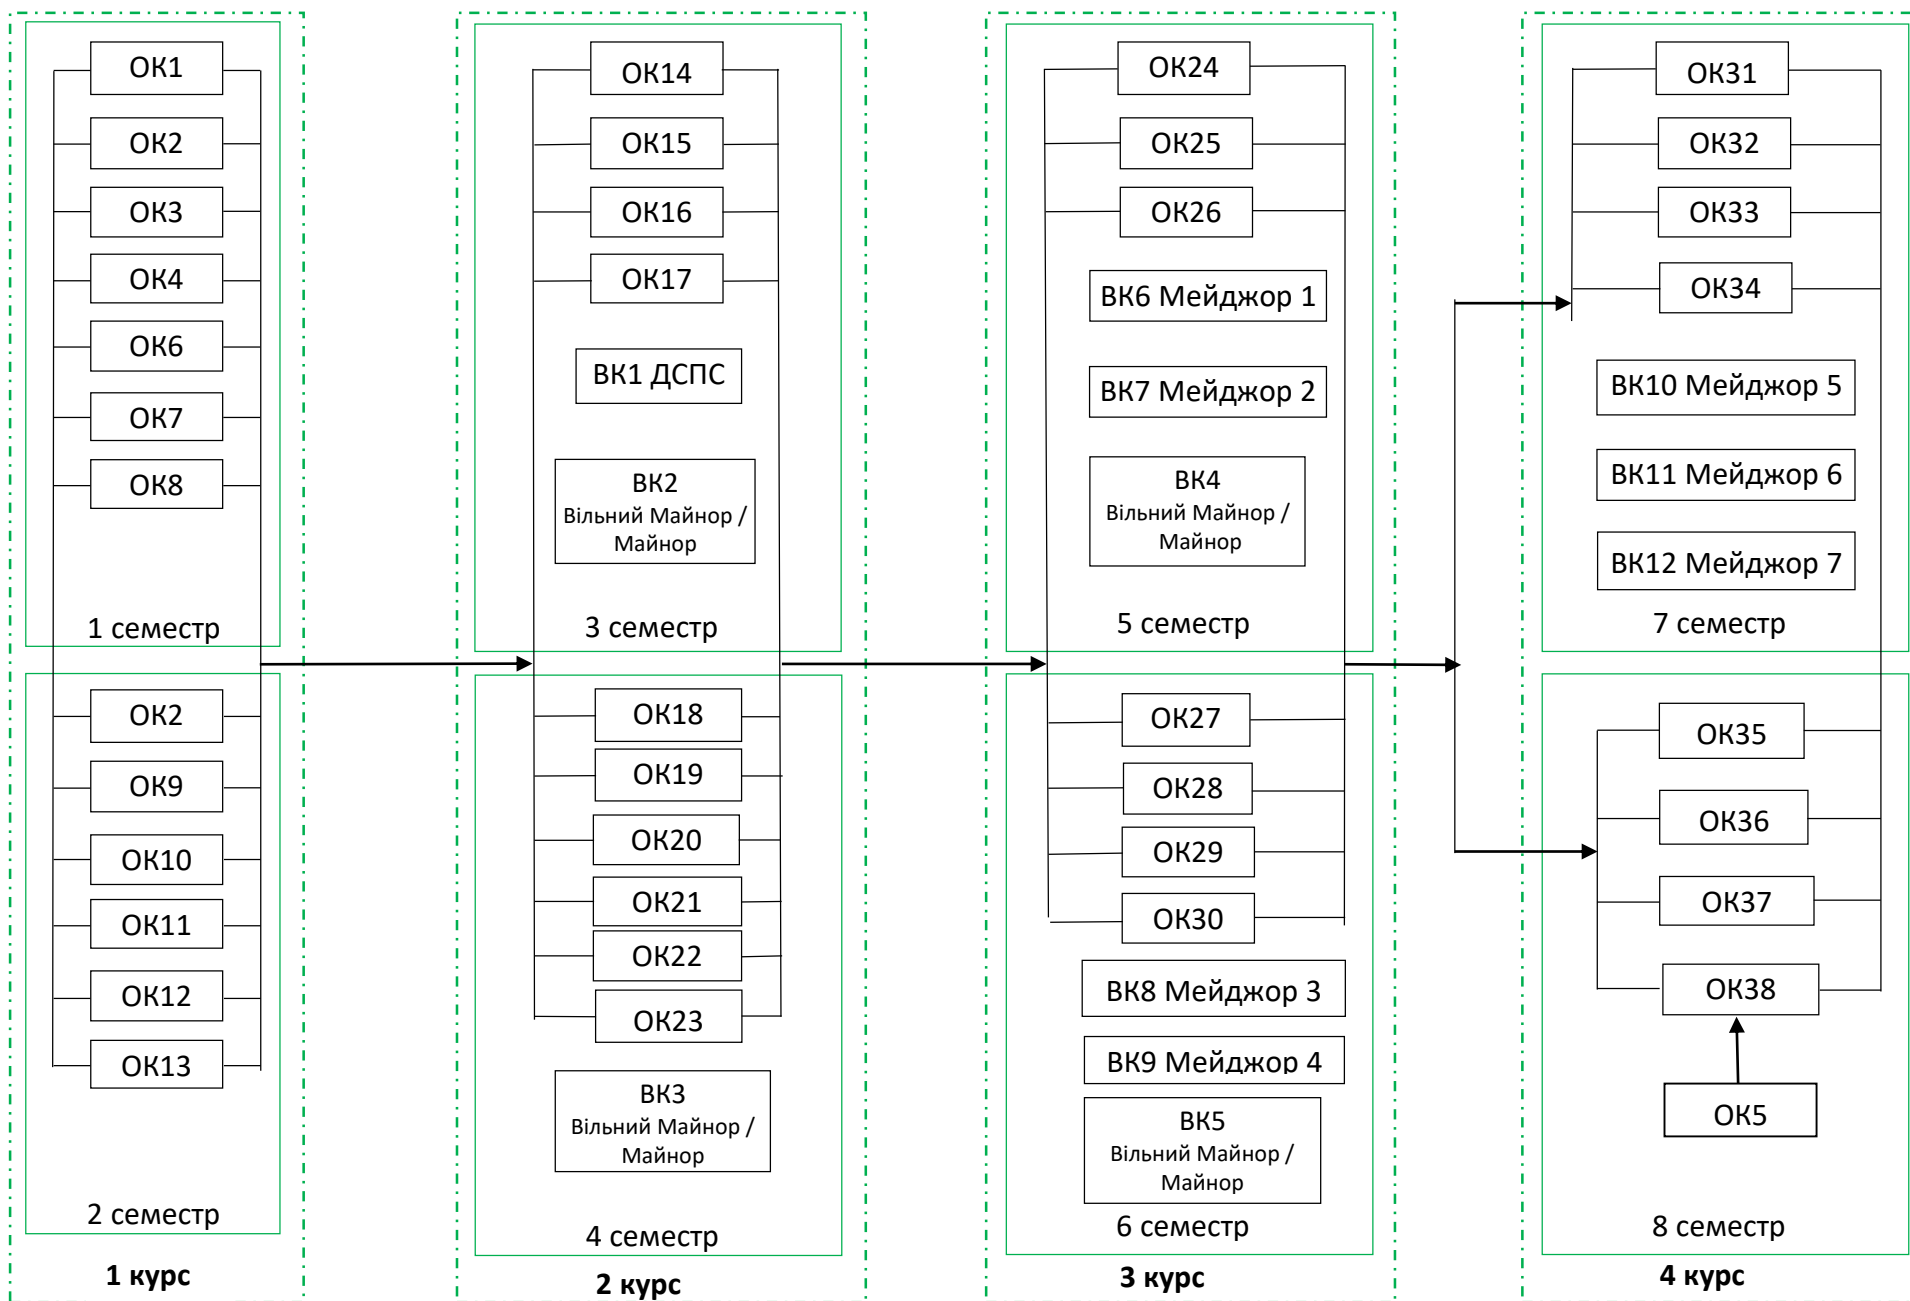 ОК1
ОК2
ОК3
ОК4
ОК6
ОК7
ОК8
1 семестр
ОК2
ОК9
ОК10
ОК11
ОК12
ОК13
2 семестр
1 курс
ОК14
ОК15
ОК16
ОК17
ВК1 ДСПС
ВК2
Вільний Майнор /
Майнор
3 семестр
ОК18
ОК19
ОК20
ОК21
ОК22
ОК23
ВК3
Вільний Майнор /
Майнор
4 семестр
2 курс
ОК24
ОК25
ОК26
ВК6 Мейджор 1
ВК7 Мейджор 2
ВК4
Вільний Майнор /
Майнор
5 семестр
ОК27
ОК28
ОК29
ОК30
ВК8 Мейджор 3
ВК9 Мейджор 4
ВК5
Вільний Майнор /
Майнор
6 семестр
3 курс
ОК31
ОК32
ОК33
ОК34
ВК10 Мейджор 5
ВК11 Мейджор 6
ВК12 Мейджор 7
7 семестр
ОК35
ОК36
ОК37
ОК38
ОК5
8 семестр
4 курс